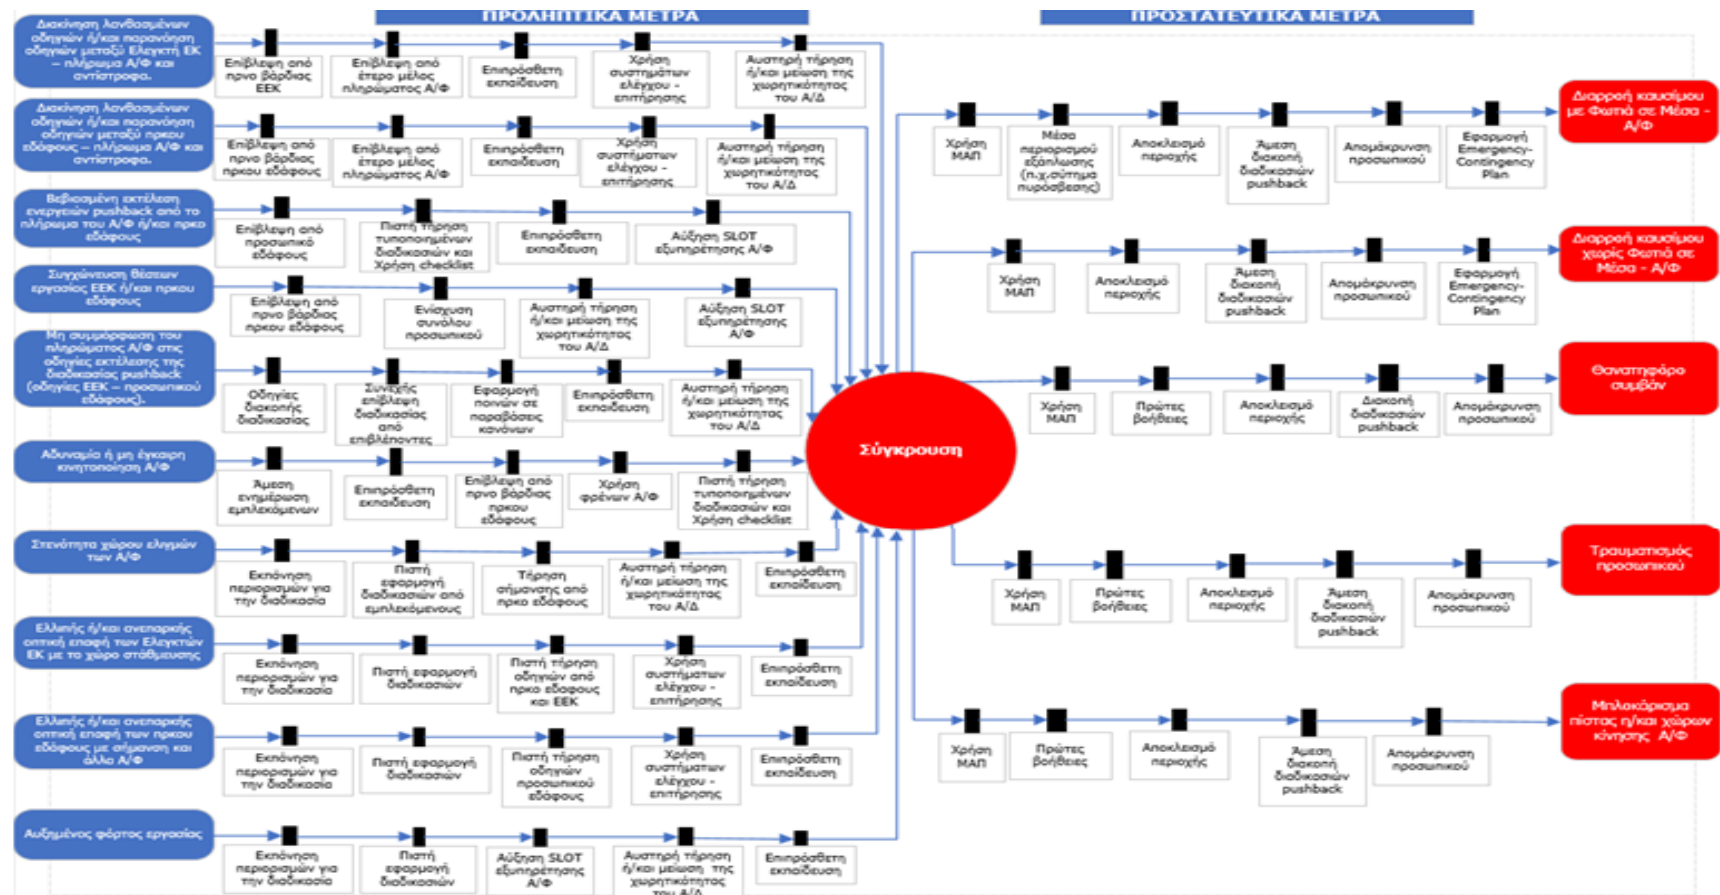 ΠΡΟΛΗΠΤΙΚΑ ΜΕΤΡΑ
ΠΡΟΣΤΑΤΕΥΤΙΚΑ ΜΕΤΡΑ
Διακίνηση λανθασμένων
οδηγιών ή/και παρανόηση
οδηγιών μεταξύ Ελεγκτή ΕΚ
– πλήρωμα Α/Φ και
αντίστροφα.
Επίβλεψη από
πρνο βάρδιας
ΕΕΚ
Επίβλεψη από
έτερο μέλος
πληρώματος Α/Φ
Επιπρόσθετη
εκπαίδευση
Χρήση
συστημάτων
ελέγχου -
επιτήρησης
Αυστηρή τήρηση
ή/και μείωση της
χωρητικότητας
του Α/Δ
Διακίνηση λανθασμένων
οδηγιών ή/και παρανόηση
οδηγιών μεταξύ πρκου
εδάφους – πλήρωμα Α/Φ και
αντίστροφα.
Επίβλεψη από
πρνο βάρδιας
πρκου εδάφους
Επίβλεψη από
έτερο μέλος
πληρώματος Α/Φ
Επιπρόσθετη
εκπαίδευση
Χρήση
συστημάτων
ελέγχου -
επιτήρησης
Αυστηρή τήρηση
ή/και μείωση της
χωρητικότητας
του Α/Δ
Βεβιασμένη εκτέλεση
ενεργειών pushback από το
πλήρωμα του Α/Φ ή/και πρκο
εδάφους
Επίβλεψη από
προσωπικό
εδάφους
Πιστή τήρηση
τυποποιημένων
διαδικασιών και
Χρήση checklist
Επιπρόσθετη
εκπαίδευση
Αύξηση SLOT
εξυπηρέτησης Α/Φ
Συγχώνευση θέσεων
εργασίας ΕΕΚ ή/και πρκου
εδάφους
Επίβλεψη από
πρνο βάρδιας
πρκου εδάφους
Ενίσχυση
συνόλου
προσωπικού
Αυστηρή τήρηση
ή/και μείωση της
χωρητικότητας
του Α/Δ
Αύξηση SLOT
εξυπηρέτησης
Α/Φ
Μη συμμόρφωση του
πληρώματος Α/Φ στις
οδηγίες εκτέλεσης της
διαδικασίας pushback
(οδηγίες ΕΕΚ – προσωπικού
εδάφους).
Οδηγίες
διακοπής
διαδικασίας
Συνεχής
επίβλεψη
διαδικασίας
από
επιβλέποντες
Εφαρμογή
ποινών σε
παραβάσεις
κανόνων
Επιπρόσθετη
εκπαίδευση
Αυστηρή τήρηση
ή/και μείωση της
χωρητικότητας
του Α/Δ
Αδυναμία ή μη έγκαιρη
κινητοποίηση Α/Φ
Άμεση
ενημέρωση
εμπλεκόμενων
Επιπρόσθετη
εκπαίδευση
Επίβλεψη από
πρνο βάρδιας
πρκου
εδάφους
Χρήση
φρένων Α/Φ
Πιστή τήρηση
τυποποιημένων
διαδικασιών και
Χρήση checklist
Στενότητα χώρου ελιγμών
των Α/Φ
Εκπόνηση
περιορισμών για
την διαδικασία
Πιστή
εφαρμογή
διαδικασιών από
εμπλεκόμενους
Τήρηση
σήμανσης από
πρκο εδάφους
Αυστηρή τήρηση
ή/και μείωση της
χωρητικότητας
του Α/Δ
Επιπρόσθετη
εκπαίδευση
Ελλιπής ή/και ανεπαρκής
οπτική επαφή των Ελεγκτών
ΕΚ με το χώρο στάθμευσης
Εκπόνηση
περιορισμών για
την διαδικασία
Πιστή εφαρμογή
διαδικασιών
Πιστή τήρηση
οδηγιών από
πρκο εδαφους
και ΕΕΚ
Χρήση
συστημάτων
ελέγχου -
επιτήρησης
Επιπρόσθετη
εκπαίδευση
Ελλιπής ή/και ανεπαρκής
οπτική επαφή των πρκου
εδάφους με σήμανση και
άλλα Α/Φ
Εκπόνηση
περιορισμών για
την διαδικασία
Πιστή εφαρμογή
διαδικασιών
Πιστή τήρηση
οδηγιών
προσωπικού
εδάφους
Χρήση
συστήματων
ελέγχου -
επιτήρησης
Επιπρόσθετη
εκπαίδευση
Αυξημένος φόρτος εργασίας
Εκπόνηση
περιορισμών για
την διαδικασία
Πιστή
εφαρμογή
διαδικασιών
Αύξηση SLOT
εξυπηρέτησης
Α/Φ
Αυστηρή τήρηση
ή/και μείωση της
χωρητικότητας
του Α/Δ
Επιπρόσθετη
εκπαίδευση
Σύγκρουση
Χρήση
ΜΑΠ
Μέσα
περιορισμού
εξάπλωσης
(π.χ.σύτημα
πυρόσβεσης)
Αποκλεισμό
περιοχής
Άμεση
διακοπή
διαδικασιών
pushback
Απομάκρυνση
προσωπικού
Εφαρμογή
Emergency-
Contingency
Plan
Διαρροή καυσίμου
με Φωτιά σε Μέσα -
Α/Φ
Χρήση
ΜΑΠ
Αποκλεισμό
περιοχής
Άμεση
διακοπή
διαδικασιών
pushback
Απομάκρυνση
προσωπικού
Εφαρμογή
Emergency-
Contingency
Plan
Διαρροή καυσίμου
χωρίς Φωτιά σε
Μέσα - Α/Φ
Χρήση
ΜΑΠ
Πρώτες
βοήθειες
Αποκλεισμό
περιοχής
Διακοπή
διαδικασιών
pushback
Απομάκρυνση
προσωπικού
Θανατηφόρο
συμβάν
Χρήση
ΜΑΠ
Πρώτες
βοήθειες
Αποκλεισμό
περιοχής
Άμεση
διακοπή
διαδικασιών
pushback
Απομάκρυνση
προσωπικού
Τραυματισμός
προσωπικού
Χρήση
ΜΑΠ
Πρώτες
βοήθειες
Αποκλεισμό
περιοχής
Άμεση
διακοπή
διαδικασιών
pushback
Απομάκρυνση
προσωπικού
Μπλοκάρισμα
πίστας η/και χώρων
κίνησης Α/Φ